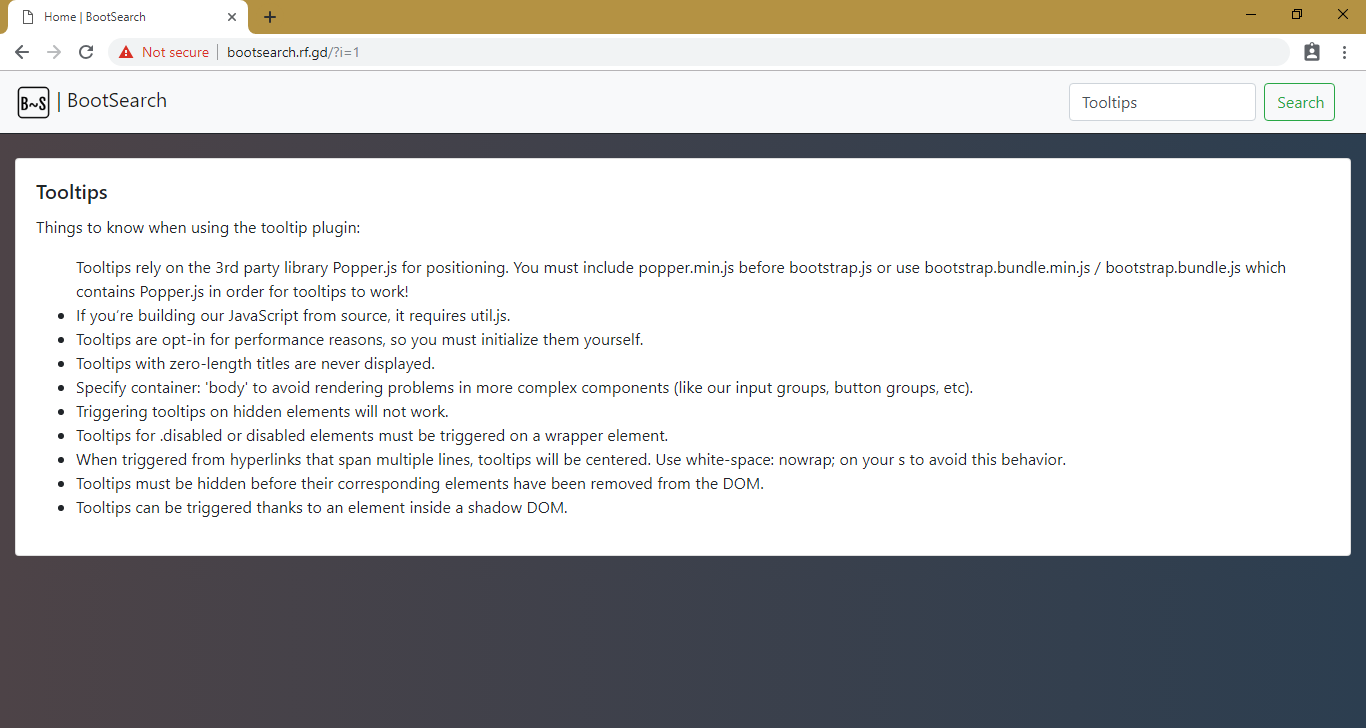 Home | BootSearch
Not secure | bootsearch.rf.gd/?i=1
B~S | BootSearch
Tooltips
Search
Tooltips
Things to know when using the tooltip plugin:
Tooltips rely on the 3rd party library Popper.js for positioning. You must include popper.min.js before bootstrap.js or use bootstrap.bundle.min.js / bootstrap.bundle.js which
contains Popper.js in order for tooltips to work!
• If you're building our JavaScript from source, it requires util.js.
• Tooltips are opt-in for performance reasons, so you must initialize them yourself.
• Tooltips with zero-length titles are never displayed.
• Specify container: 'body' to avoid rendering problems in more complex components (like our input groups, button groups, etc).
• Triggering tooltips on hidden elements will not work.
• Tooltips for .disabled or disabled elements must be triggered on a wrapper element.
• When triggered from hyperlinks that span multiple lines, tooltips will be centered. Use white-space: nowrap; on your s to avoid this behavior.
• Tooltips must be hidden before their corresponding elements have been removed from the DOM.
• Tooltips can be triggered thanks to an element inside a shadow DOM.